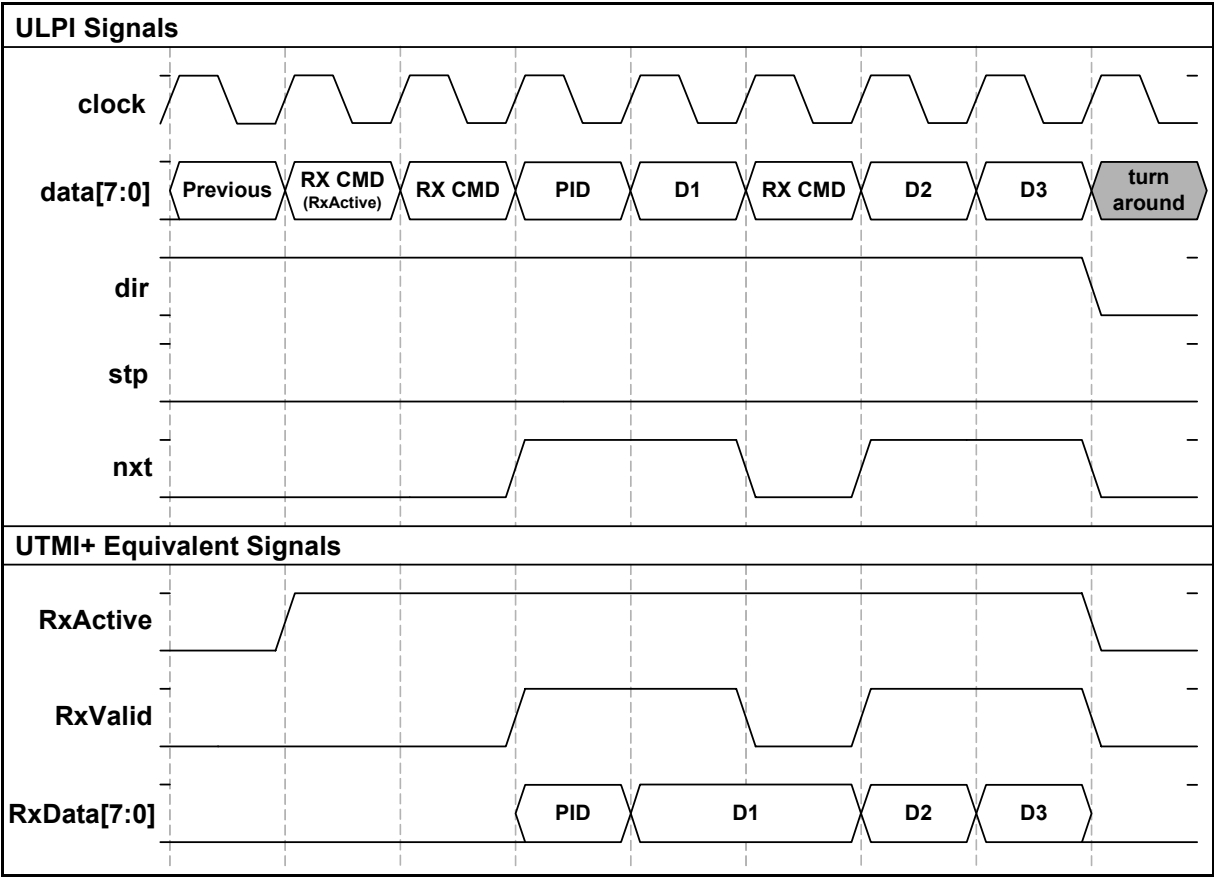 ULPI Signals
clock
data[7:0] Previous RX CMD (RxActive) RX CMD PID D1 RX CMD D2 D3 turn around
dir
stp
nxt
UTMI+ Equivalent Signals
RxActive
RxValid
RxData[7:0] PID D1 D2 D3